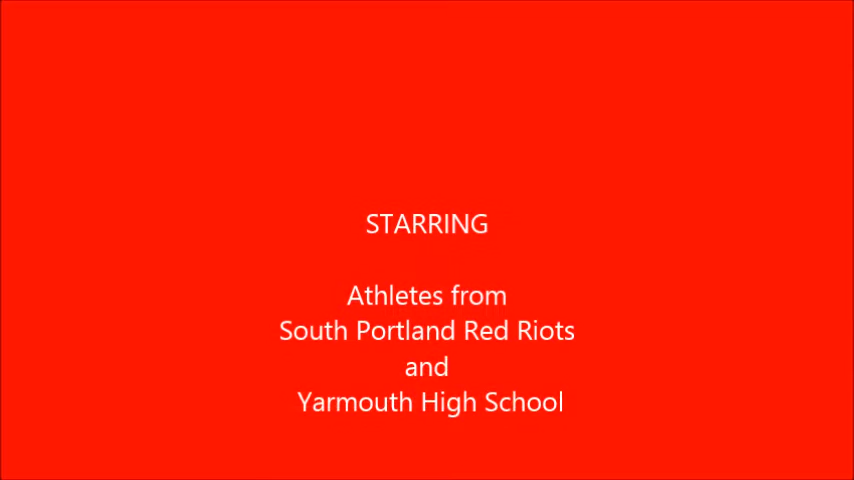 STARRING
Athletes from
South Portland Red Riots
and
Yarmouth High School